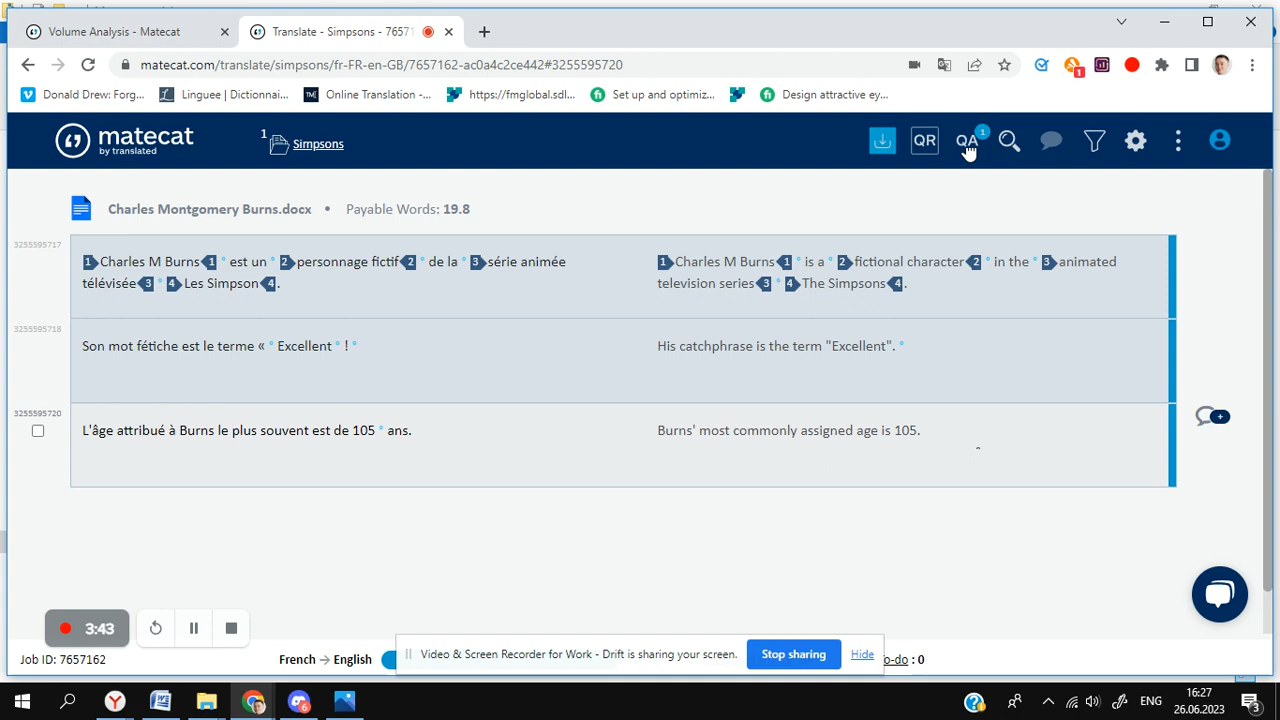 Volume Analysis - Matecat
Translate - Simpsons - 7657
matecat.com/translate/simpsons/fr-FR-en-GB/7657162-ac0a4c2ce442#3255595720
1
Donald Drew: Forg...
Linguee | Dictionnai...
Online Translation -...
https://fmglobal.sdl...
Set up and optimiz...
Design attractive ey...
matecat
by translated
1
Simpsons
QR
QA
1
Charles Montgomery Burns.docx • Payable Words: 19.8
3255595717
1 Charles M Burns 1 ° est un ° 2 personnage fictif 2 ° de la ° 3 série animée
télévisée 3 ° 4 Les Simpson 4 .
1 Charles M Burns 1 ° is a ° 2 fictional character 2 ° in the ° 3 animated
television series 3 ° 4 The Simpsons 4 .
3255595718
Son mot fétiche est le terme « ° Excellent ° ! °
His catchphrase is the term "Excellent". °
3255595720
L'âge attribué à Burns le plus souvent est de 105 ° ans.
Burns' most commonly assigned age is 105.
3:43
Video & Screen Recorder for Work - Drift is sharing your screen.
Stop sharing
Hide
Job ID: 7657162
French → English
o-do : 0
ENG
16:27
26.06.2023
6
3